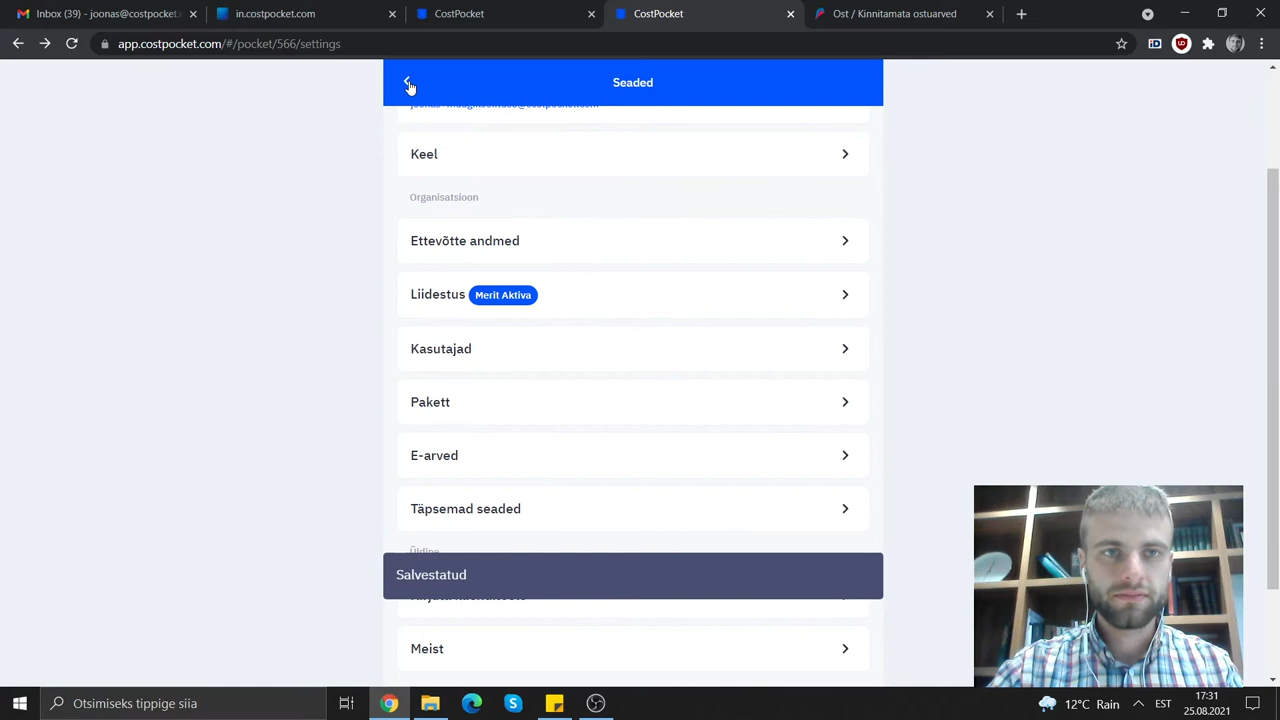 Inbox (39) - joonas@costpocket.
in.costpocket.com
CostPocket
CostPocket
Ost / Kinnitamata ostuarved
app.costpocket.com/#/pocket/566/settings
Seaded
Keel
Organisatsioon
Ettevõtte andmed
Liidestus Merit Aktiva
Kasutajad
Pakett
E-arved
Täpsemad seaded
Üldine
Salvestatud
Meist
Otsimiseks tippige siia
12°C Rain
EST
17:31
25.08.2021